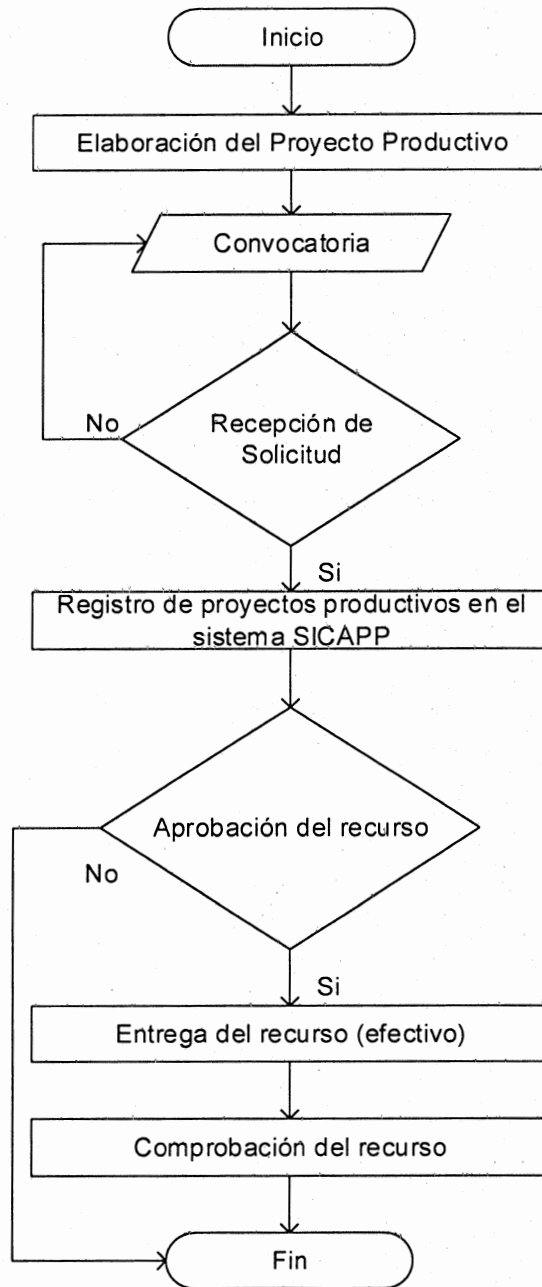 Inicio
Elaboración del Proyecto Productivo
Convocatoria
No
Recepción de
Solicitud
Si
Registro de proyectos productivos en el
sistema SICAPP
Aprobación del recurso
No
Si
Entrega del recurso (efectivo)
Comprobación del recurso
Fin